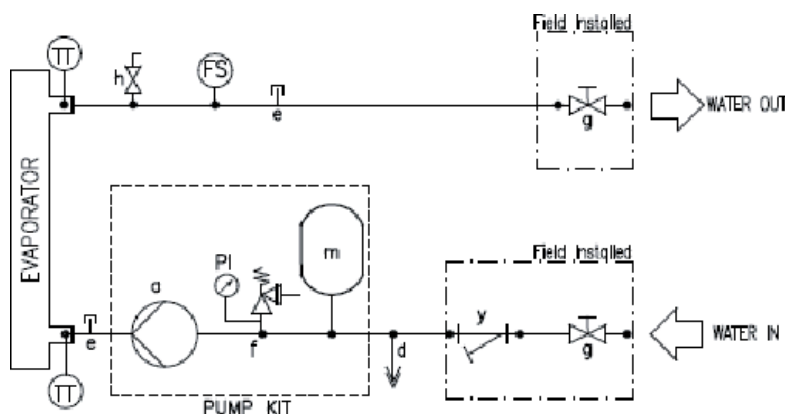 Field Installed
TT
h
FS
e
g
WATER OUT
EVAPORATOR
a
PI
m
Field Installed
y
e
f
d
g
WATER IN
TT
PUMP KIT